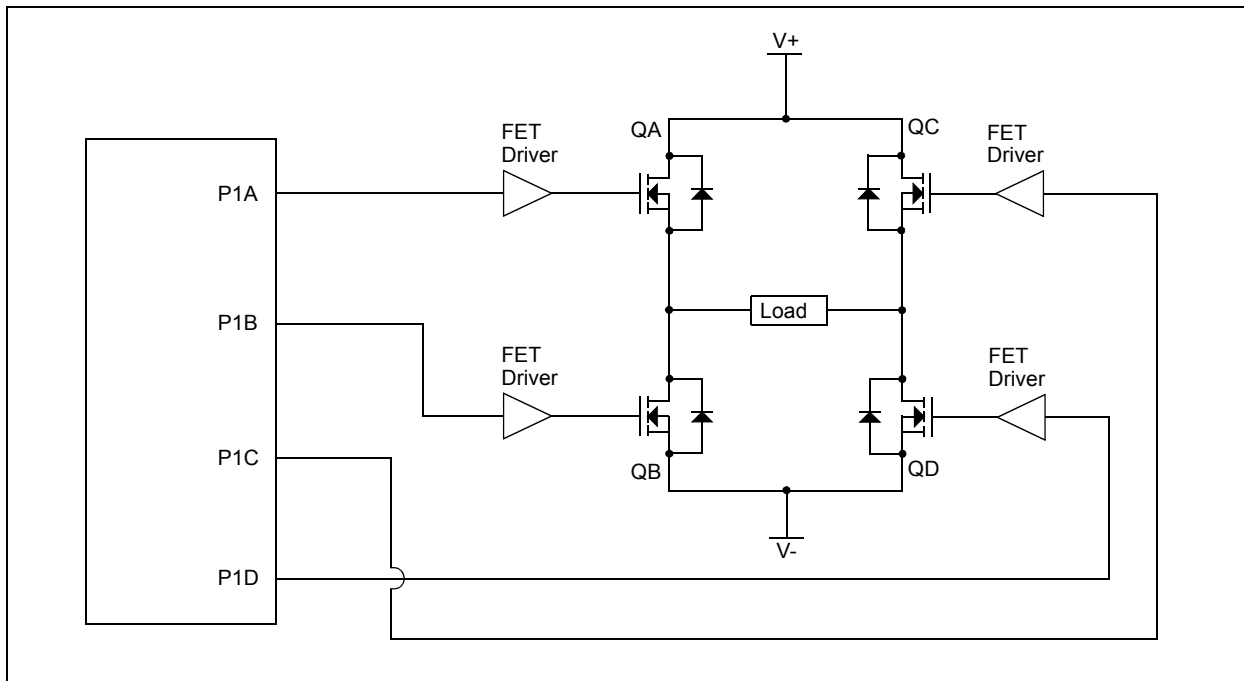 V+
FET
Driver
QA
QC
FET
Driver
P1A
P1B
Load
FET
Driver
FET
Driver
P1C
QB
QD
V-
P1D